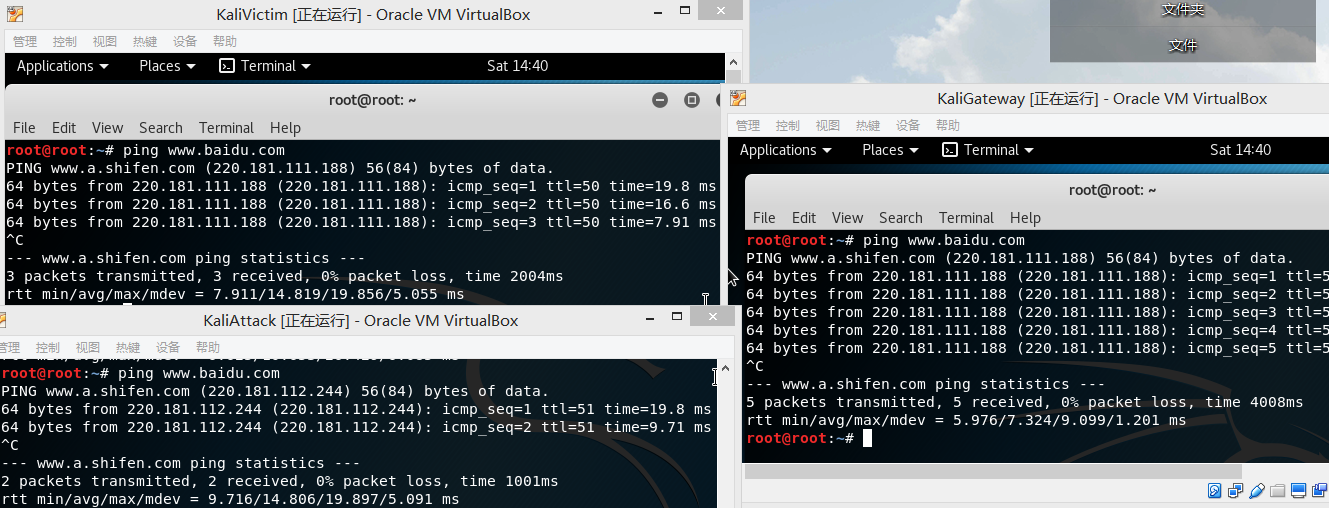 KaliVictim [正在运行] - Oracle VM VirtualBox
管理 控制 视图 热键 设备 帮助
Applications Places Terminal Sat 14:40
root@root: ~
File Edit View Search Terminal Help
root@root:~# ping www.baidu.com
PING www.a.shifen.com (220.181.111.188) 56(84) bytes of data.
64 bytes from 220.181.111.188 (220.181.111.188): icmp_seq=1 ttl=50 time=19.8 ms
64 bytes from 220.181.111.188 (220.181.111.188): icmp_seq=2 ttl=50 time=16.6 ms
64 bytes from 220.181.111.188 (220.181.111.188): icmp_seq=3 ttl=50 time=7.91 ms
^C
--- www.a.shifen.com ping statistics ---
3 packets transmitted, 3 received, 0% packet loss, time 2004ms
rtt min/avg/max/mdev = 7.911/14.819/19.856/5.055 ms
KaliAttack [正在运行] - Oracle VM VirtualBox
管理 控制 视图 热键 设备 帮助
root@root:~# ping www.baidu.com
PING www.a.shifen.com (220.181.112.244) 56(84) bytes of data.
64 bytes from 220.181.112.244 (220.181.112.244): icmp_seq=1 ttl=51 time=19.8 ms
64 bytes from 220.181.112.244 (220.181.112.244): icmp_seq=2 ttl=51 time=9.71 ms
^C
--- www.a.shifen.com ping statistics ---
2 packets transmitted, 2 received, 0% packet loss, time 1001ms
rtt min/avg/max/mdev = 9.716/14.806/19.897/5.091 ms
文件夹
文件
KaliGateway [正在运行] - Oracle VM VirtualBox
管理 控制 视图 热键 设备 帮助
Applications Places Terminal Sat 14:40
root@root: ~
File Edit View Search Terminal Help
root@root:~# ping www.baidu.com
PING www.a.shifen.com (220.181.111.188) 56(84) bytes of data.
64 bytes from 220.181.111.188 (220.181.111.188): icmp_seq=1 ttl=5
64 bytes from 220.181.111.188 (220.181.111.188): icmp_seq=2 ttl=5
64 bytes from 220.181.111.188 (220.181.111.188): icmp_seq=3 ttl=5
64 bytes from 220.181.111.188 (220.181.111.188): icmp_seq=4 ttl=5
64 bytes from 220.181.111.188 (220.181.111.188): icmp_seq=5 ttl=5
^C
--- www.a.shifen.com ping statistics ---
5 packets transmitted, 5 received, 0% packet loss, time 4008ms
rtt min/avg/max/mdev = 5.976/7.324/9.099/1.201 ms
root@root:~#